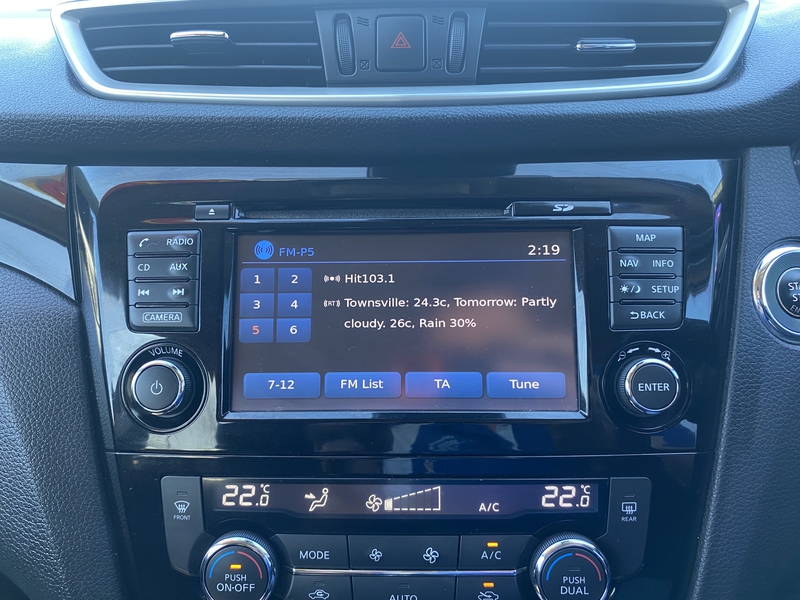 SD
RADIO
CD AUX
CAMERA
VOLUME
FM-P5 2:19
1 2
3 4
5 6
Hit103.1
(RT) Townsville: 24.3c, Tomorrow: Partly
cloudy. 26c, Rain 30%
7-12 FM List TA Tune
MAP
NAV INFO
SETUP
BACK
ENTER
22.0 °C A/C 22.0 °C
FRONT
REAR
MODE A/C
PUSH
ON-OFF
AUTO
PUSH
DUAL